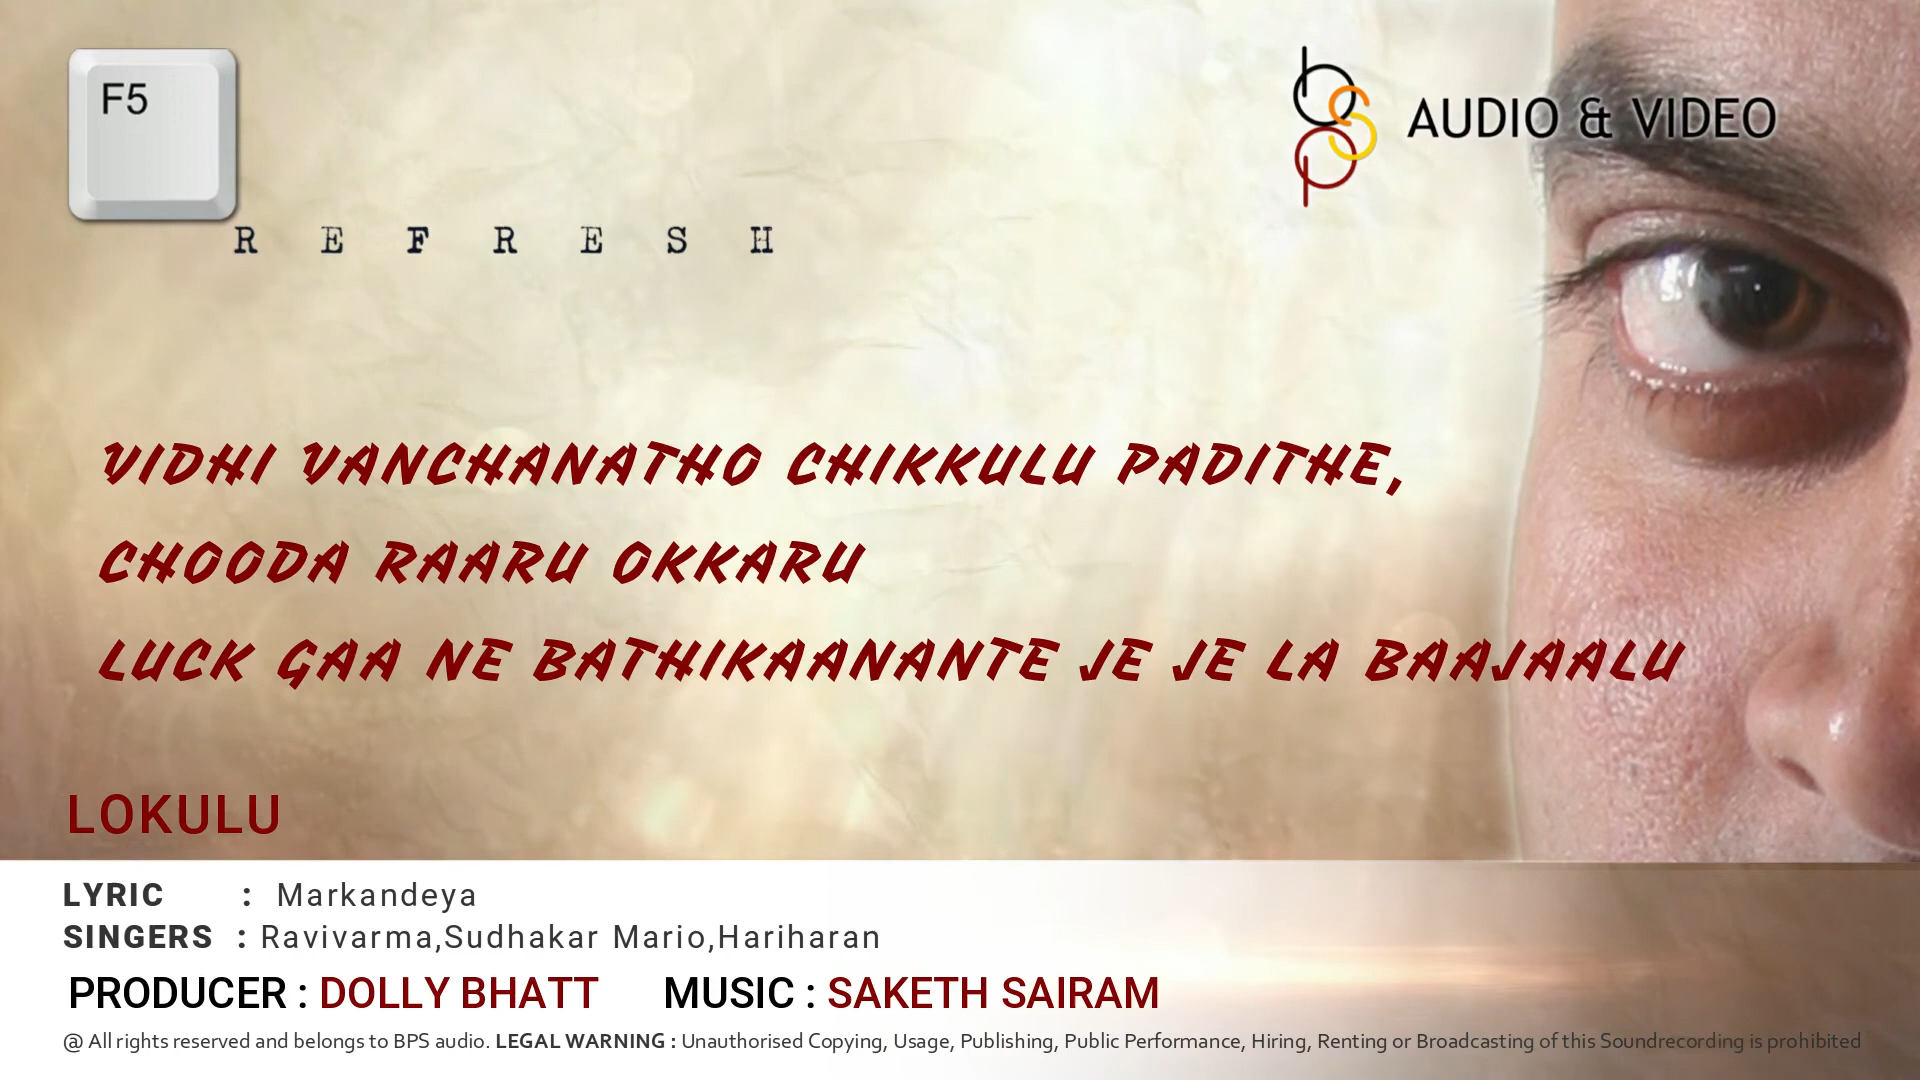 F5
REFRESH
bsp AUDIO & VIDEO
VIDHI VANCHANATHO CHIKKULU PADITHE,
CHOODA RAARU OKKARU
LUCK GAA NE BATHIKAANANTE JE JE LA BAAJAALU
LOKULU
LYRIC : Markandeya
SINGERS : Ravivarma,Sudhakar Mario,Hariharan
PRODUCER : DOLLY BHATT MUSIC : SAKETH SAIRAM
@ All rights reserved and belongs to BPS audio. LEGAL WARNING : Unauthorised Copying, Usage, Publishing, Public Performance, Hiring, Renting or Broadcasting of this Soundrecording is prohibited